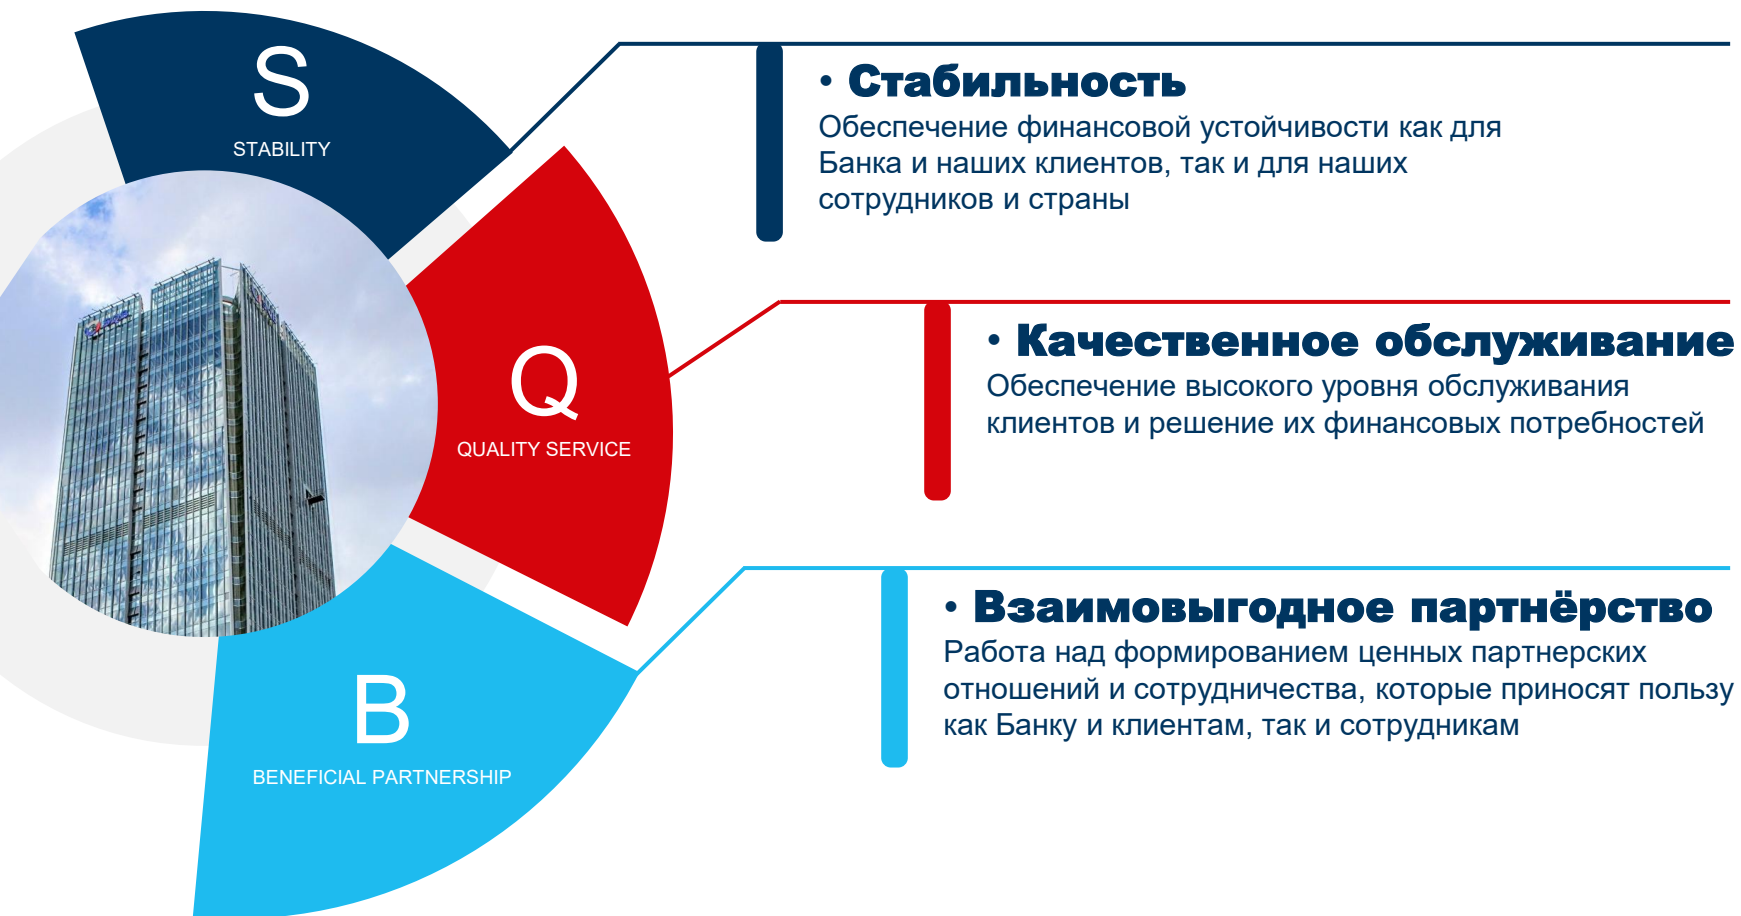 S
STABILITY
• Стабильность
Обеспечение финансовой устойчивости как для
Банка и наших клиентов, так и для наших
сотрудников и страны
Q
QUALITY SERVICE
• Качественное обслуживание
Обеспечение высокого уровня обслуживания
клиентов и решение их финансовых потребностей
B
BENEFICIAL PARTNERSHIP
• Взаимовыгодное партнёрство
Работа над формированием ценных партнерских
отношений и сотрудничества, которые приносят пользу
как Банку и клиентам, так и сотрудникам